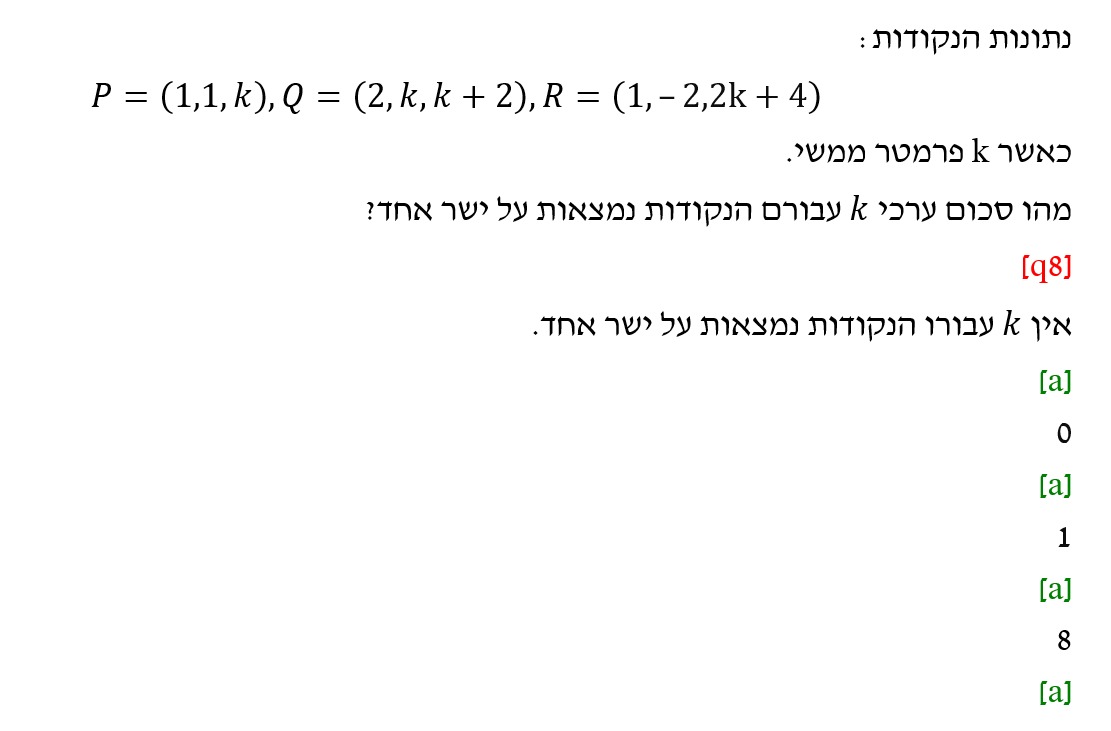 נתונות הנקודות:
P = (1,1, k), Q = (2, k, k + 2), R = (1, – 2,2k + 4)
כאשר k פרמטר ממשי.
מהו סכום ערכי k עבורם הנקודות נמצאות על ישר אחד?
[q8]
אין k עבורו הנקודות נמצאות על ישר אחד.
[a]
0
[a]
1
[a]
8
[a]